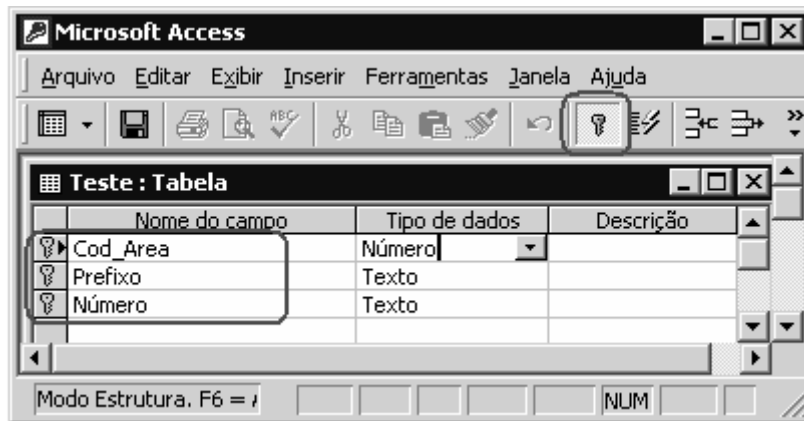 Microsoft Access
Arquivo Editar Exibir Inserir Ferramentas Janela Ajuda
ABC
Teste : Tabela
Nome do campo Tipo de dados Descrição
Cod_Area Número
Prefixo Texto
Número Texto
Modo Estrutura. F6 = NUM